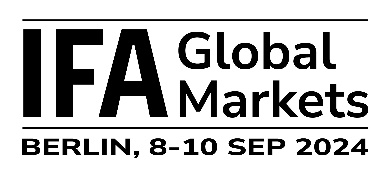 IFA Global
Markets
BERLIN, 8-10 SEP 2024